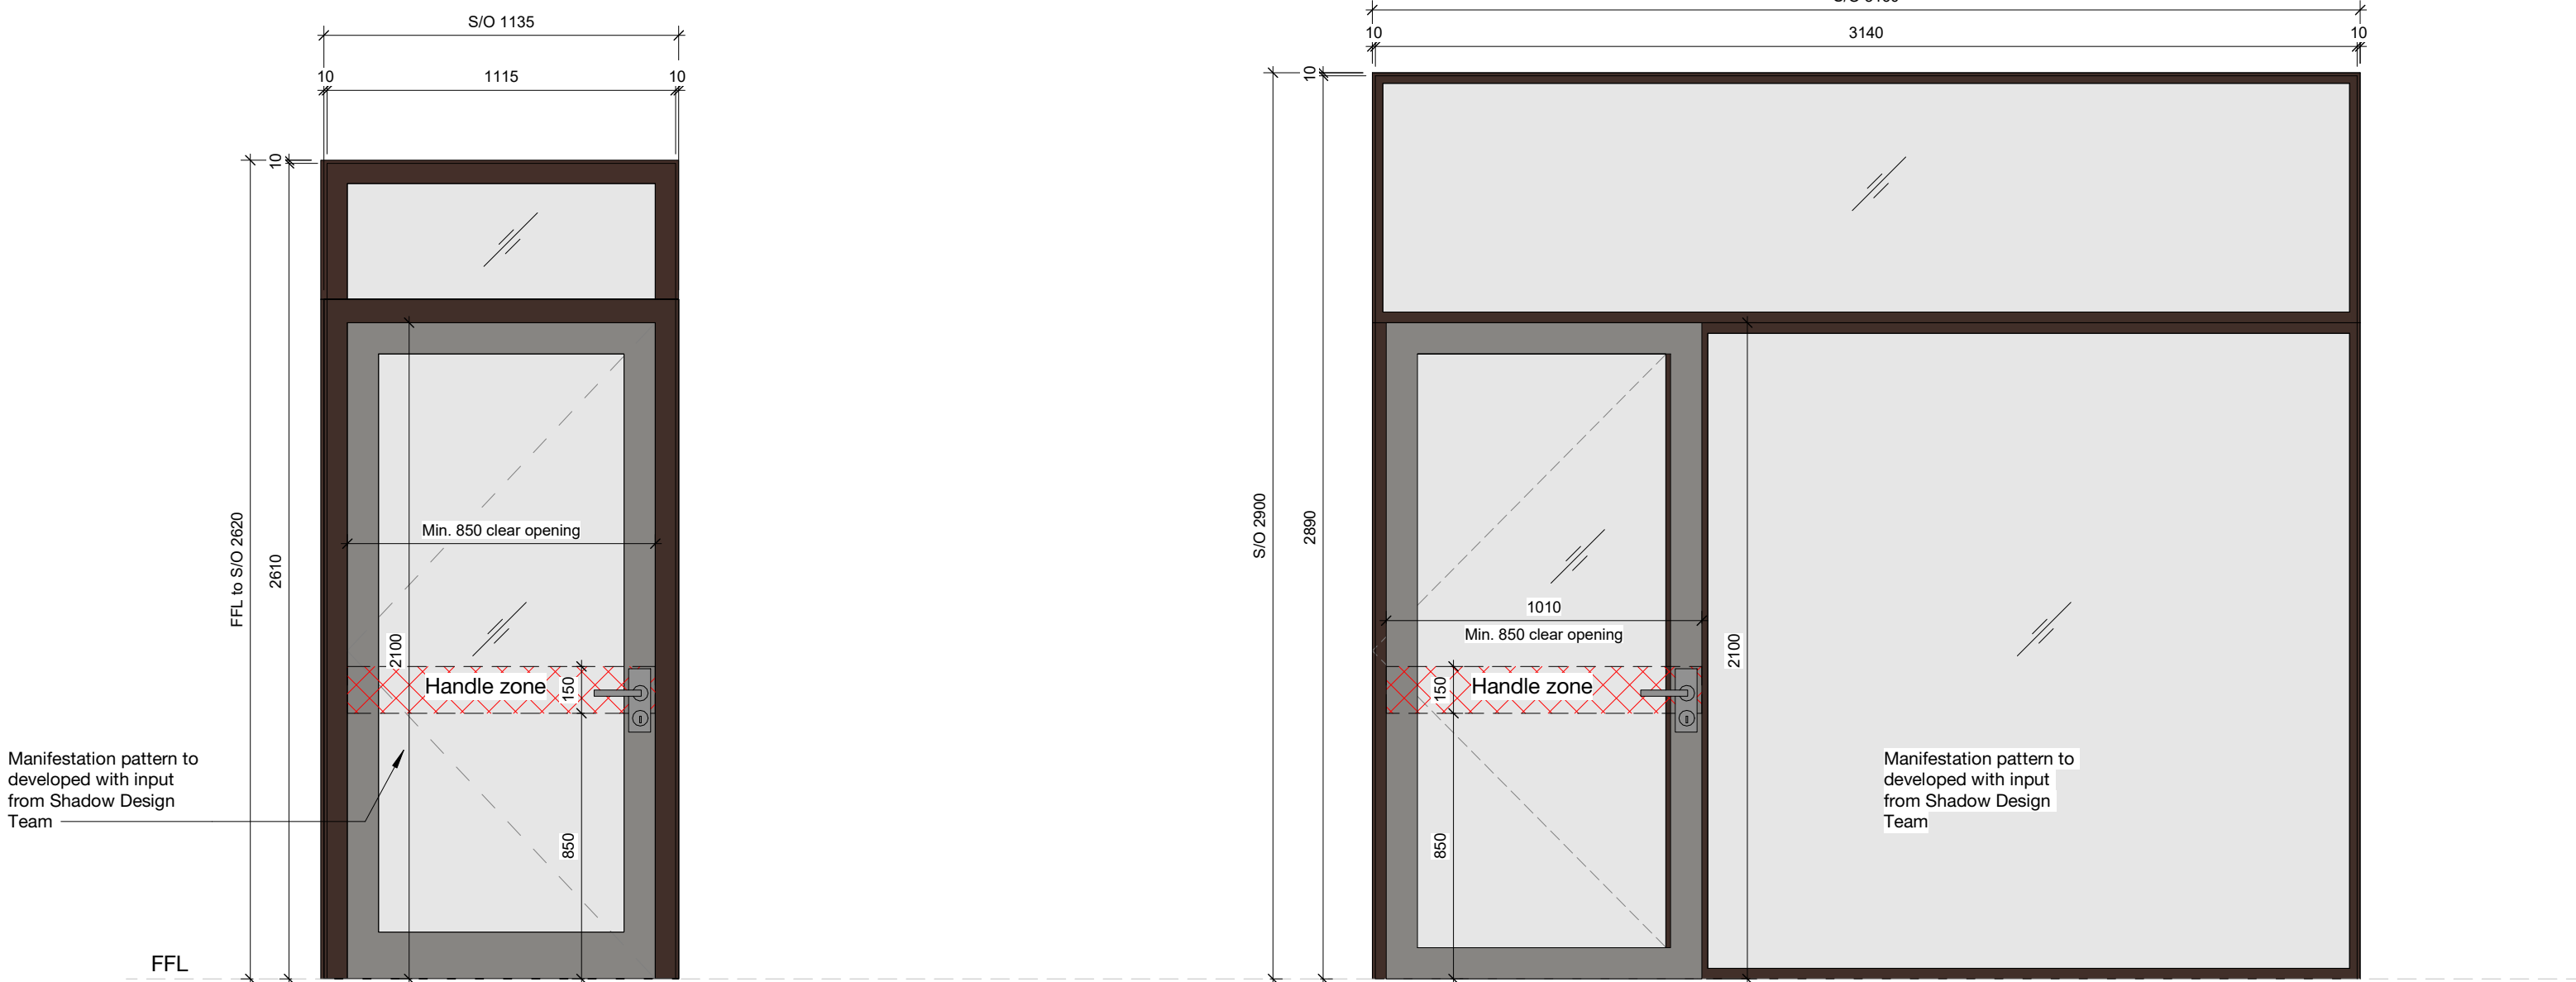 S/O 1135
10
1115
10
10
FFL to S/O 2620
2610
Min. 850 clear opening
2100
Handle zone
150
850
Manifestation pattern to
developed with input
from Shadow Design
Team
FFL
10
3140
10
10
S/O 2900
2890
1010
Min. 850 clear opening
2100
150
Handle zone
850
Manifestation pattern to
developed with input
from Shadow Design
Team